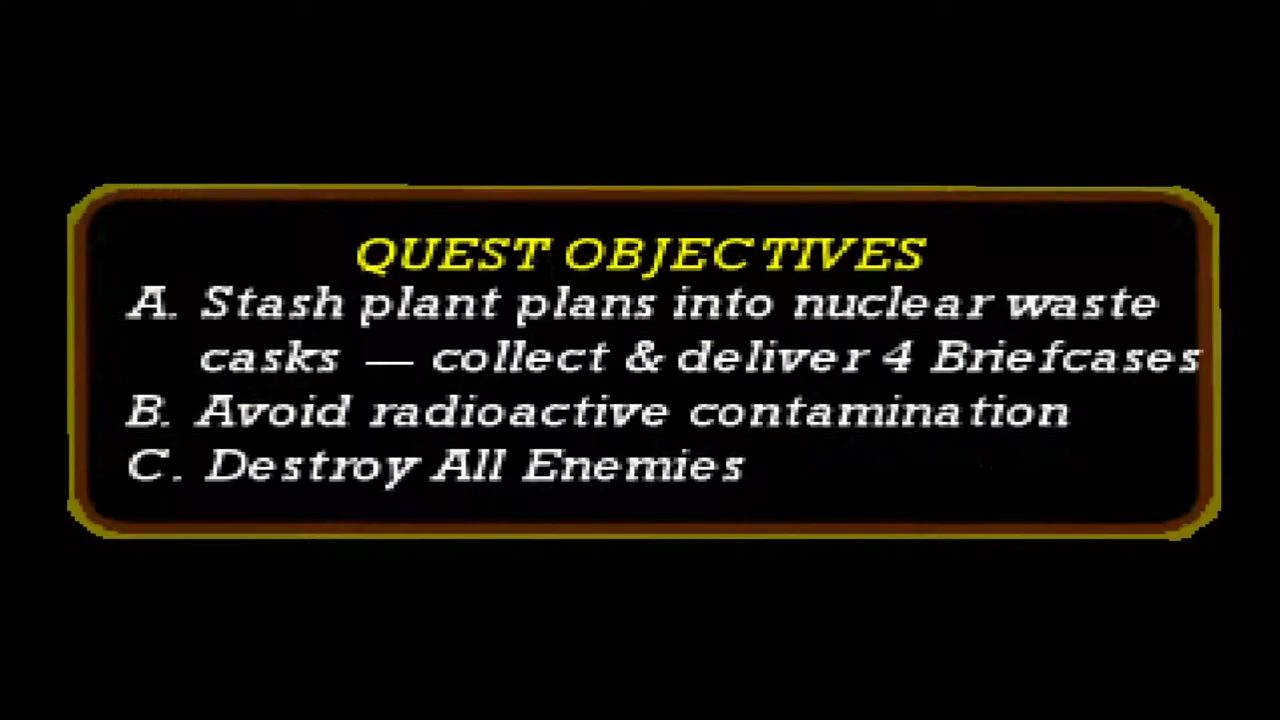 QUEST OBJECTIVES
A. Stash plant plans into nuclear waste
casks — collect & deliver 4 Briefcases
B. Avoid radioactive contamination
C. Destroy All Enemies